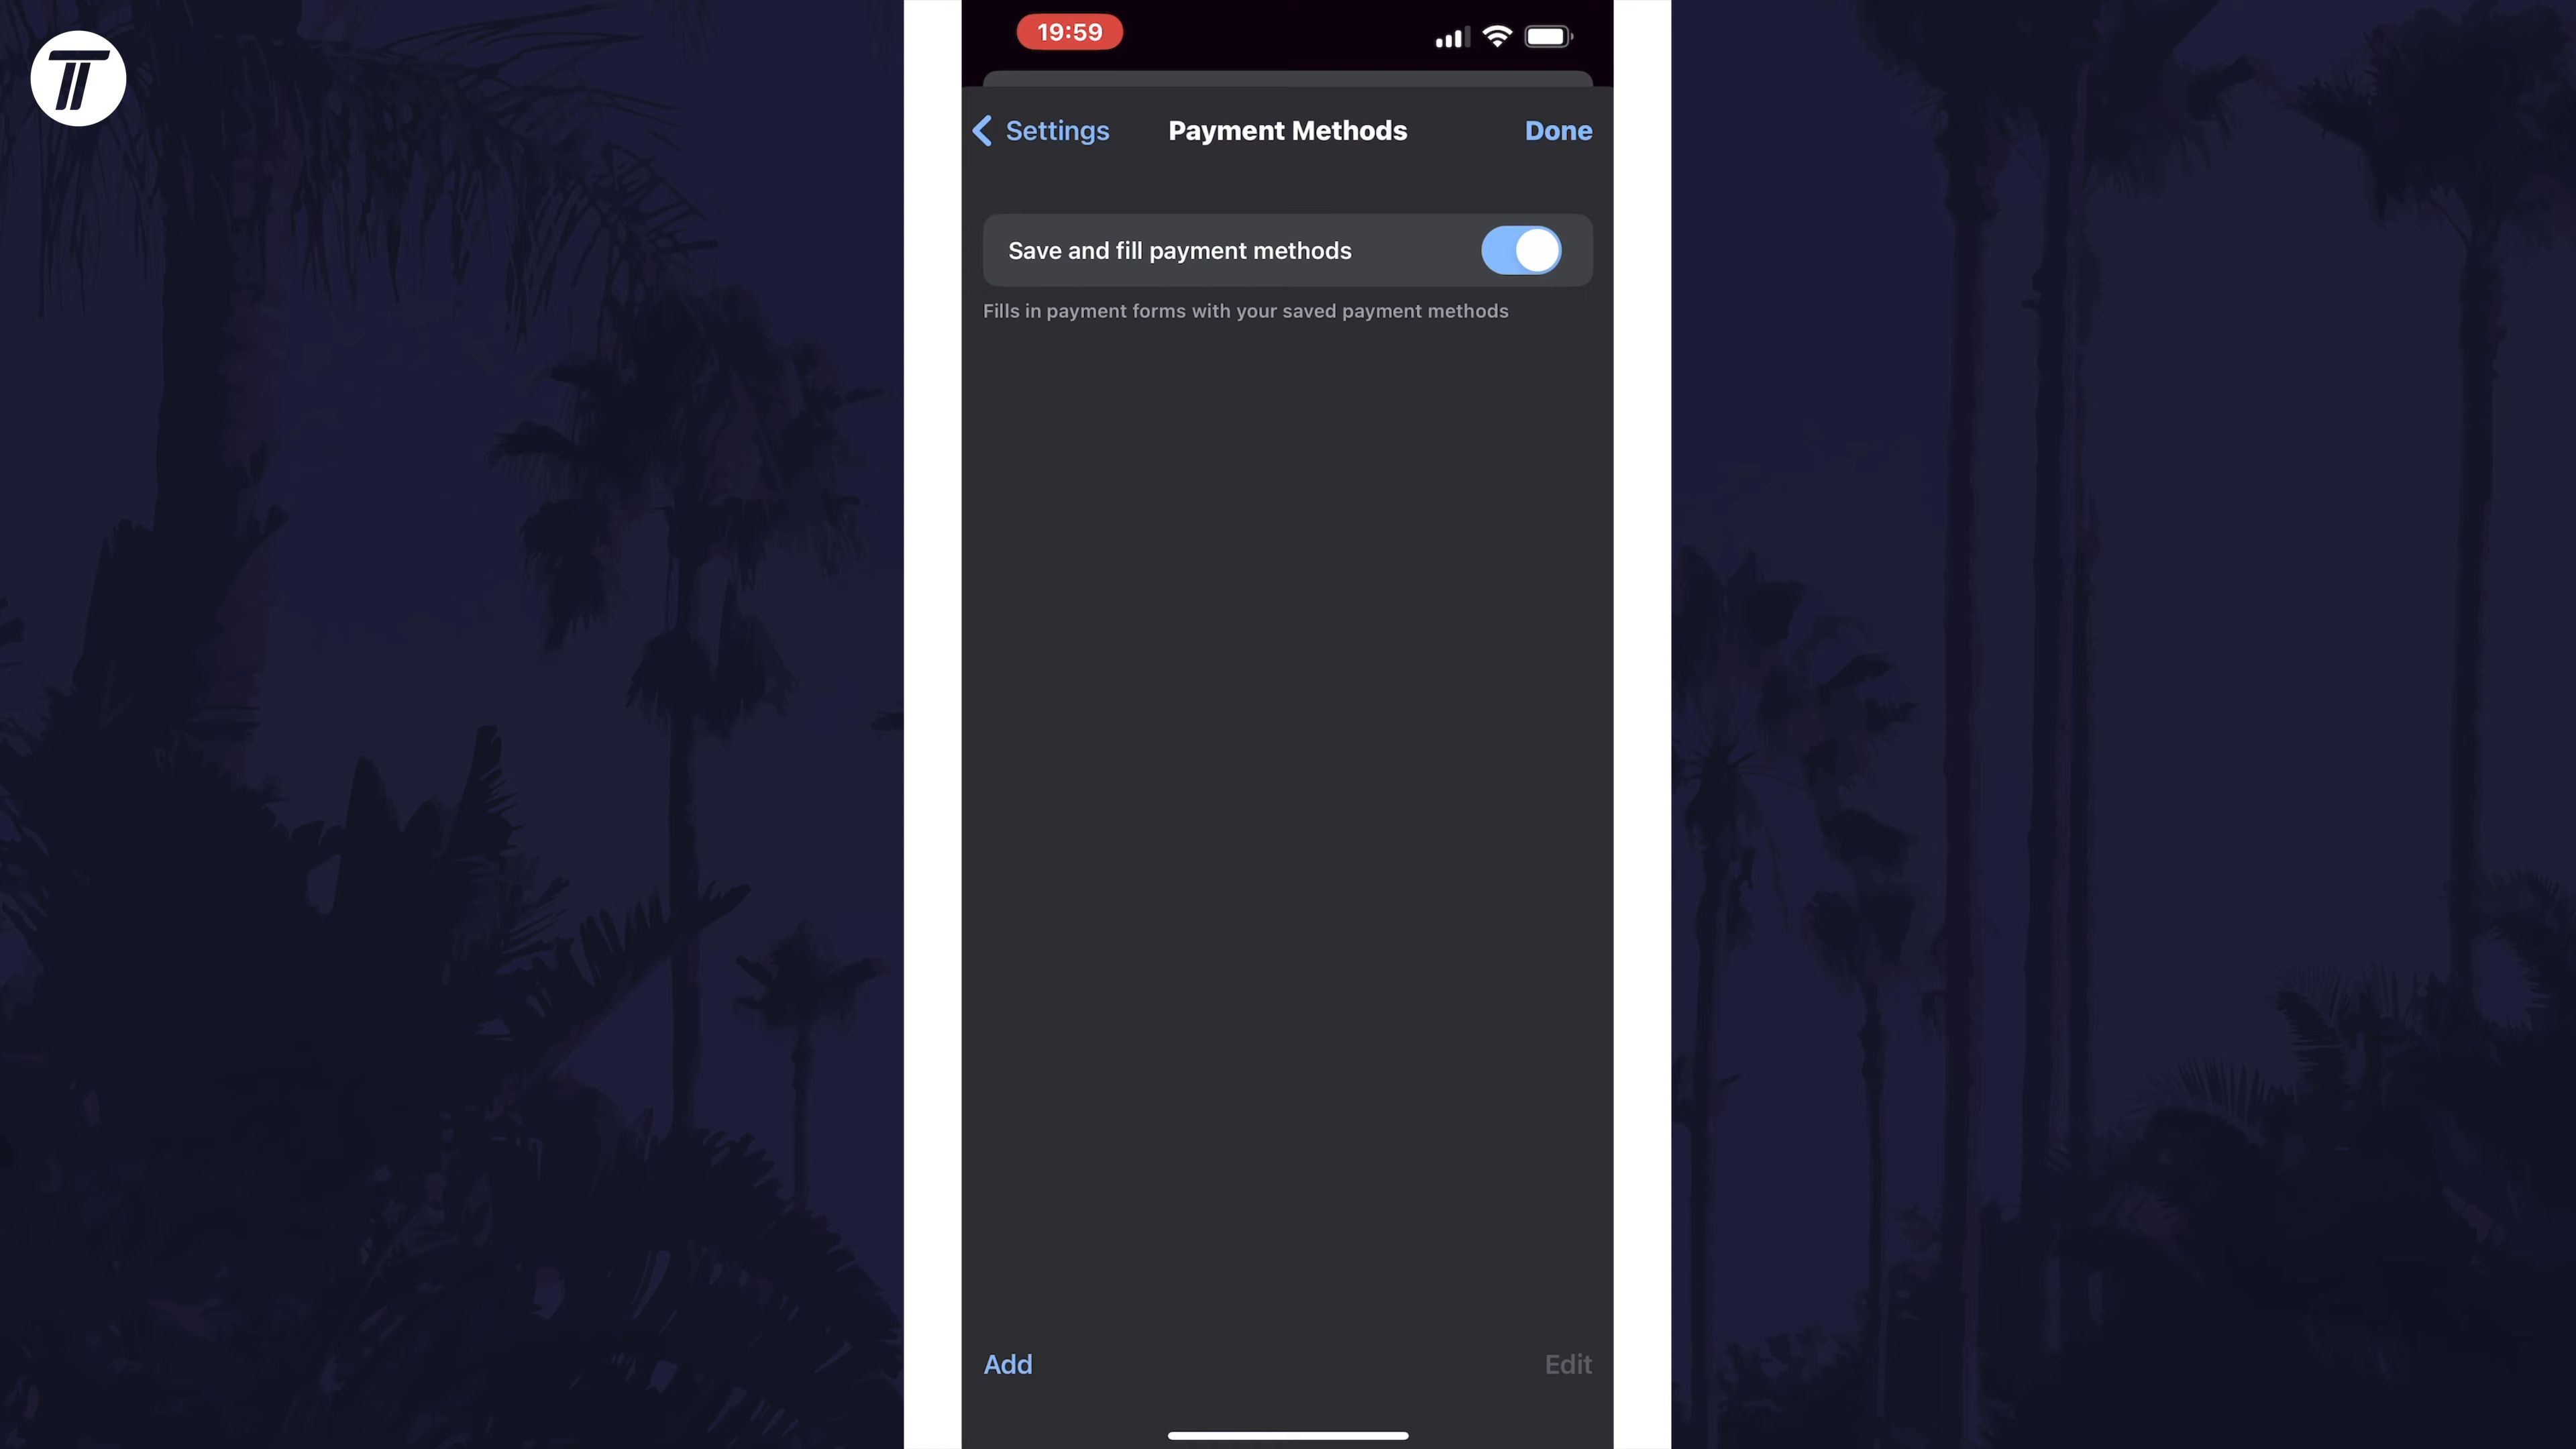 19:59
Settings
Payment Methods
Done
Save and fill payment methods
Fills in payment forms with your saved payment methods
Add
Edit